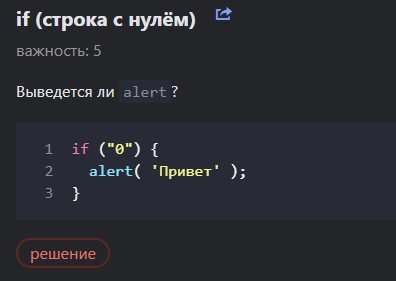 if (строка с нулём)
важность: 5
Выведется ли alert?
1 if ("0") {
2   alert( 'Привет' );
3 }
решение